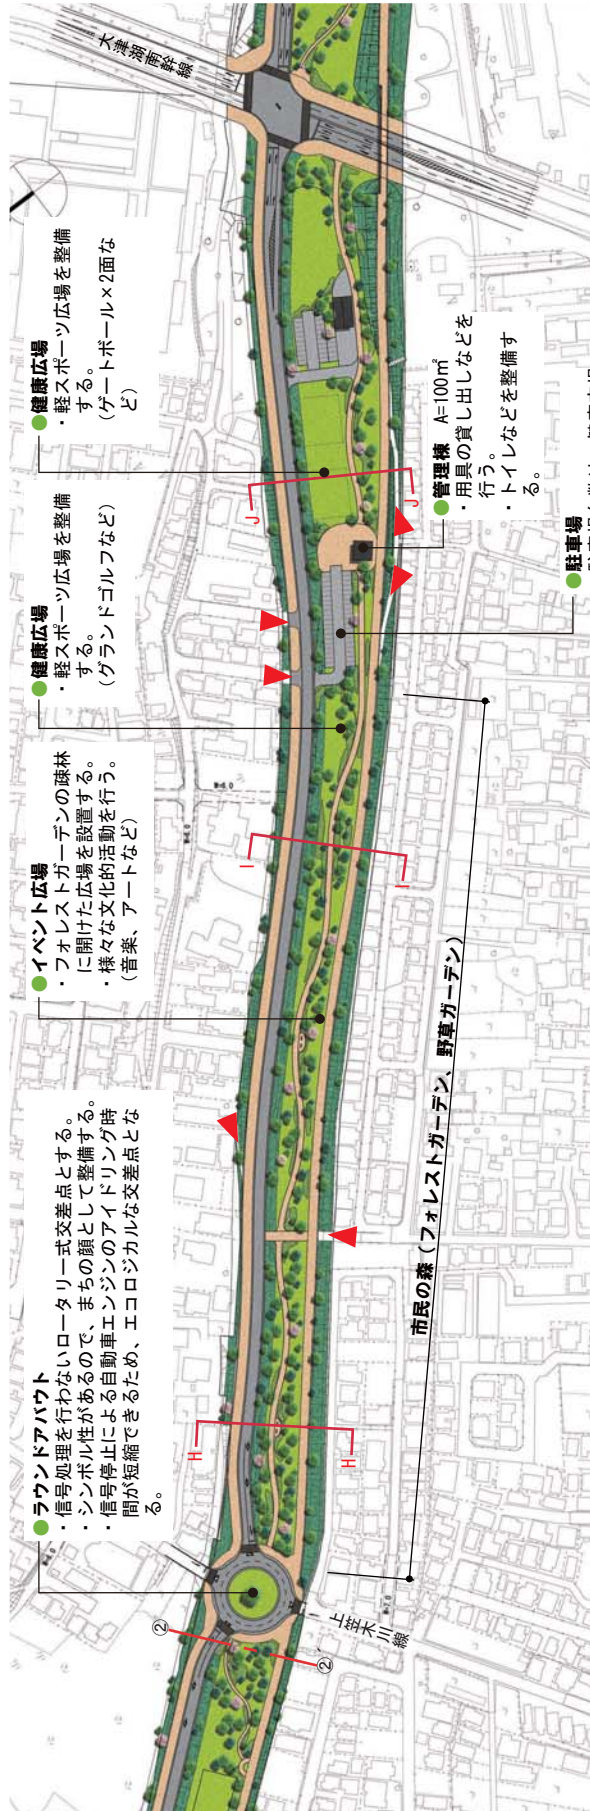 ●ラウンドアバウト
・信号処理を行わないロータリー式交差点とする。
・シンボル性があるので、まちの顔として整備する。
・信号停止による自動車エンジンのアイドリング時
間が短縮できるため、エコロジカルな交差点とな
る。
●イベント広場
・フォレストガーデンの疎林
に開けた広場を設置する。
・様々な文化的活動を行う。
（音楽、アートなど）
●健康広場
・軽スポーツ広場を整備
する。
（グランドゴルフなど）
●健康広場
・軽スポーツ広場を整備
する。
（ゲートボール×2面な
ど）
大津湖南幹線
②
②
H
H
I
I
J
J
上笠木川線
市民の森（フォレストガーデン、野草ガーデン）
●管理棟 A=100㎡
・用具の貸し出しなどを
行う。
・トイレなどを整備す
る。
●駐車場